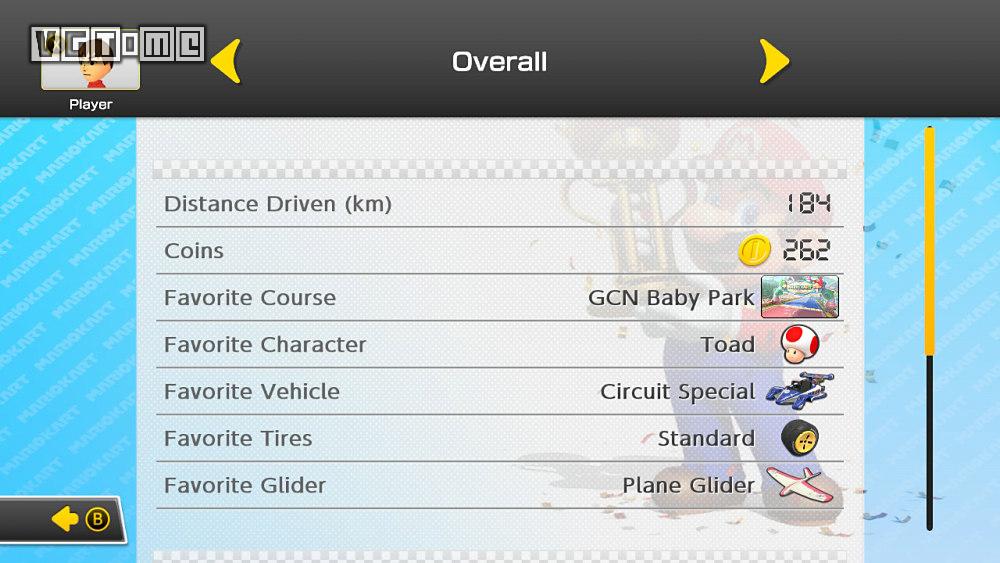 VGTIME
Player
Overall
Distance Driven (km) 184
Coins 262
Favorite Course GCN Baby Park
Favorite Character Toad
Favorite Vehicle Circuit Special
Favorite Tires Standard
Favorite Glider Plane Glider
B
MARIOKART